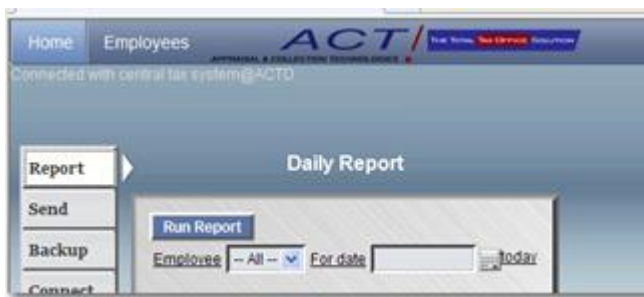 Home Employees ACT THE TOTAL TAX OFFICE SOLUTION
APPRAISAL & COLLECTION TECHNOLOGIES
Connected with central tax system@ACTD
Report Daily Report
Send
Run Report
Backup
Employee -- All -- For date today
Connect